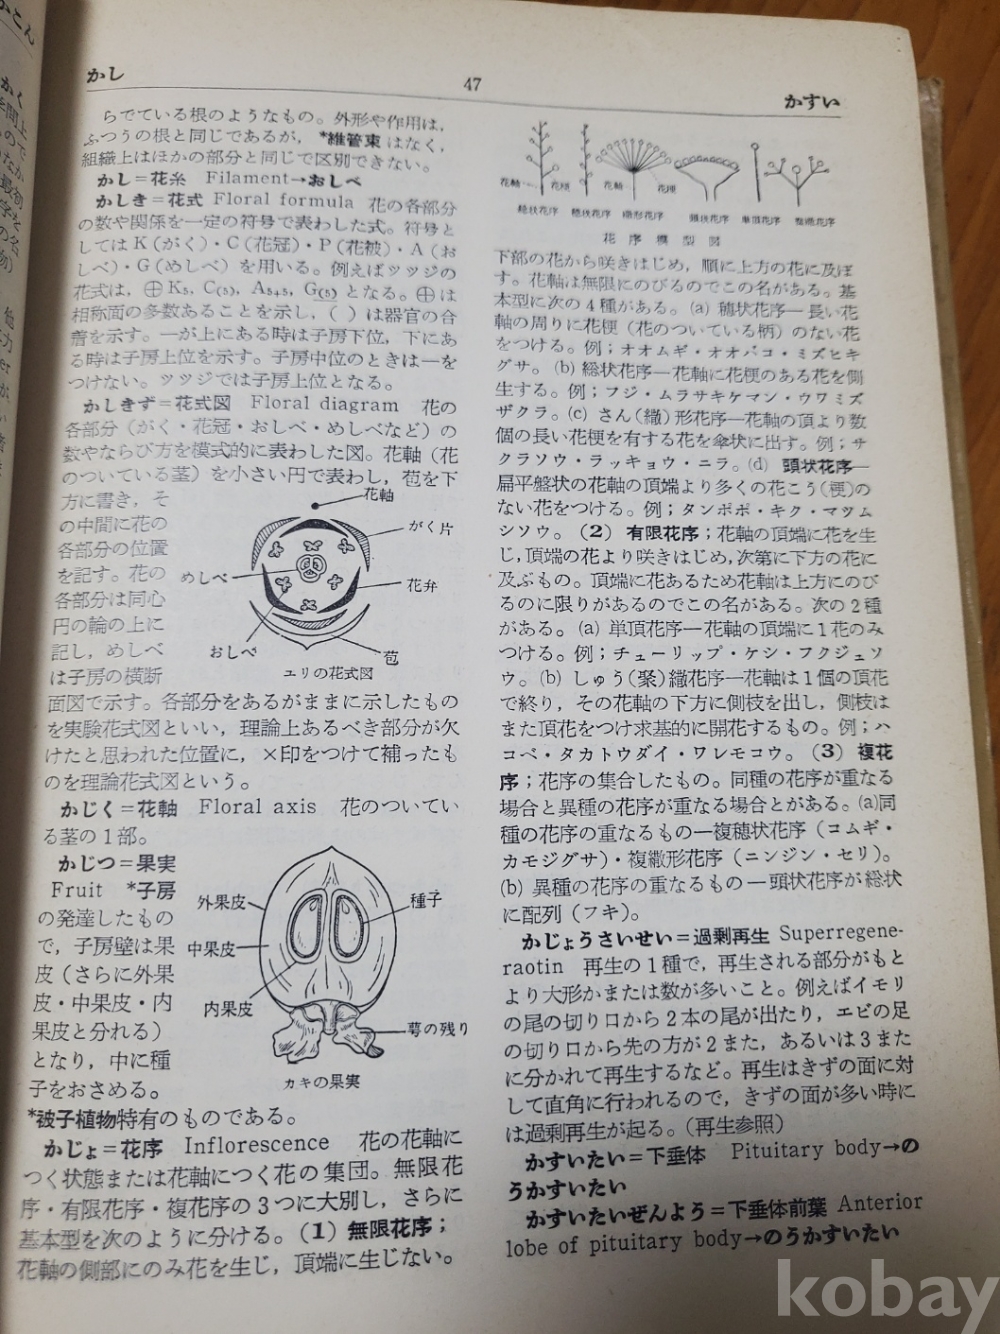 かし
47
かすい
らでている根のようなもの。外形や作用は，
ふつうの根と同じであるが，*維管束 はなく，
組織上はほかの部分と同じで区別できない。
かし＝花糸 Filament→おしべ
かしき＝花式 Floral formula 花の各部分
の数や関係を一定の符号で表わした式。符号と
してはK（がく）・C（花冠）・P（花被）・A（お
しべ）・G（めしべ）を用いる。例えばツツジの
花式は，⊕K5, C(5), A5+5, G(5) となる。⊕は
相称面の多数あることを示し，（ ）は器官の合
着を示す。―が上にある時は子房下位，下にあ
る時は子房上位を示す。子房中位のときは―を
つけない。ツツジでは子房上位となる。
かしきず＝花式図 Floral diagram 花の
各部分（がく・花冠・おしべ・めしべなど）の
数やならび方を模式的に表わした図。花軸（花
のついている茎）を小さい円で表わし，苞を下
方に書き，そ
の中間に花の
各部分の位置
を記す。花の
各部分は同心
円の輪の上に
記し，めしべ
は子房の横断
花軸
がく片
めしべ
花弁
おしべ
苞
ユリの花式図
面図で示す。各部分をあるがままに示したもの
を実験花式図といい，理論上あるべき部分が欠
けたと思われた位置に，×印をつけて補ったも
のを理論花式図という。
かじく＝花軸 Floral axis 花のついてい
る茎の1部。
かじつ＝果実
Fruit *子房
の発達したもの
で，子房壁は果
皮（さらに外果
皮・中果皮・内
果皮と分れる）
となり，中に種
子をおさめる。
外果皮
種子
中果皮
内果皮
萼の残り
カキの果実
*被子植物特有のものである。
かじょ＝花序 Inflorescence 花の花軸に
つく状態または花軸につく花の集団。無限花
序・有限花序・複花序の3つに大別し，さらに
基本型を次のように分ける。（1）無限花序；
花軸の側部にのみ花を生じ，頂端に生じない。
花軸
花梗
花軸
花梗
総状花序
穂状花序
繖形花序
頭状花序
単頂花序
聚繖花序
花序模型図
下部の花から咲きはじめ，順に上方の花に及ぼ
す。花軸は無限にのびるのでこの名がある。基
本型に次の4種がある。(a) 穂状花序―長い花
軸の周りに花梗（花のついている柄）のない花
をつける。例；オオムギ・オオバコ・ミズヒキ
グサ。(b) 総状花序―花軸に花梗のある花を側
生する。例；フジ・ムラサキケマン・ウワミズ
ザクラ。(c) さん（繖）形花序―花軸の頂より数
個の長い花梗を有する花を傘状に出す。例；サ
クラソウ・ラッキョウ・ニラ。(d) 頭状花序―
扁平盤状の花軸の頂端より多くの花こう（梗）の
ない花をつける。例；タンポポ・キク・マツム
シソウ。（2）有限花序；花軸の頂端に花を生
じ，頂端の花より咲きはじめ，次第に下方の花に
及ぶもの。頂端に花あるため花軸は上方にのび
るのに限りがあるのでこの名がある。次の2種
がある。(a) 単頂花序―花軸の頂端に1花のみ
つける。例；チューリップ・ケシ・フクジュソ
ウ。(b) しゅう（聚）繖花序―花軸は1個の頂花
で終り，その花軸の下方に側枝を出し，側枝は
また頂花をつけ求基的に開花するもの。例；ハ
コベ・タカトウダイ・ワレモコウ。（3）複花
序；花序の集合したもの。同種の花序が重なる
場合と異種の花序が重なる場合とがある。(a)同
種の花序の重なるもの―複穂状花序（コムギ・
カモジグサ）・複繖形花序（ニンジン・セリ）。
(b) 異種の花序の重なるもの―頭状花序が総状
に配列（フキ）。
かじょうさいせい＝過剰再生 Superregene-
raotin 再生の1種で，再生される部分がもと
より大形かまたは数が多いこと。例えばイモリ
の尾の切り口から2本の尾が出たり，エビの足
の切り口から先の方が2また，あるいは3また
に分かれて再生するなど。再生はきずの面に対
して直角に行われるので，きずの面が多い時に
は過剰再生が起る。（再生参照）
かすいたい＝下垂体 Pituitary body→の
うかすいたい
かすいたいぜんよう＝下垂体前葉 Anterior
lobe of pituitary body→のうかすいたい
kobay